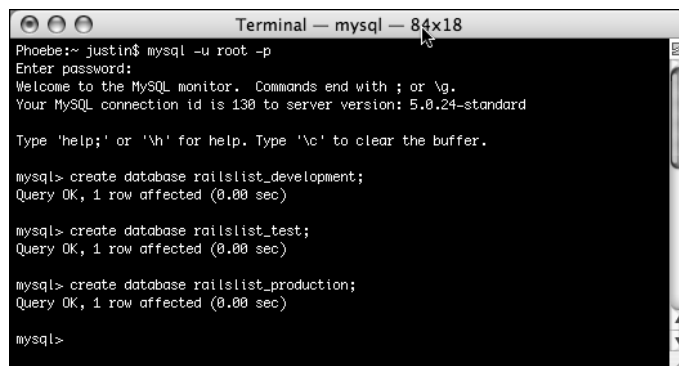 Terminal — mysql — 84x18
Phoebe:~ justin$ mysql -u root -p
Enter password:
Welcome to the MySQL monitor.  Commands end with ; or \g.
Your MySQL connection id is 130 to server version: 5.0.24-standard
Type 'help;' or '\h' for help. Type '\c' to clear the buffer.
mysql> create database railslist_development;
Query OK, 1 row affected (0.00 sec)
mysql> create database railslist_test;
Query OK, 1 row affected (0.00 sec)
mysql> create database railslist_production;
Query OK, 1 row affected (0.00 sec)
mysql>